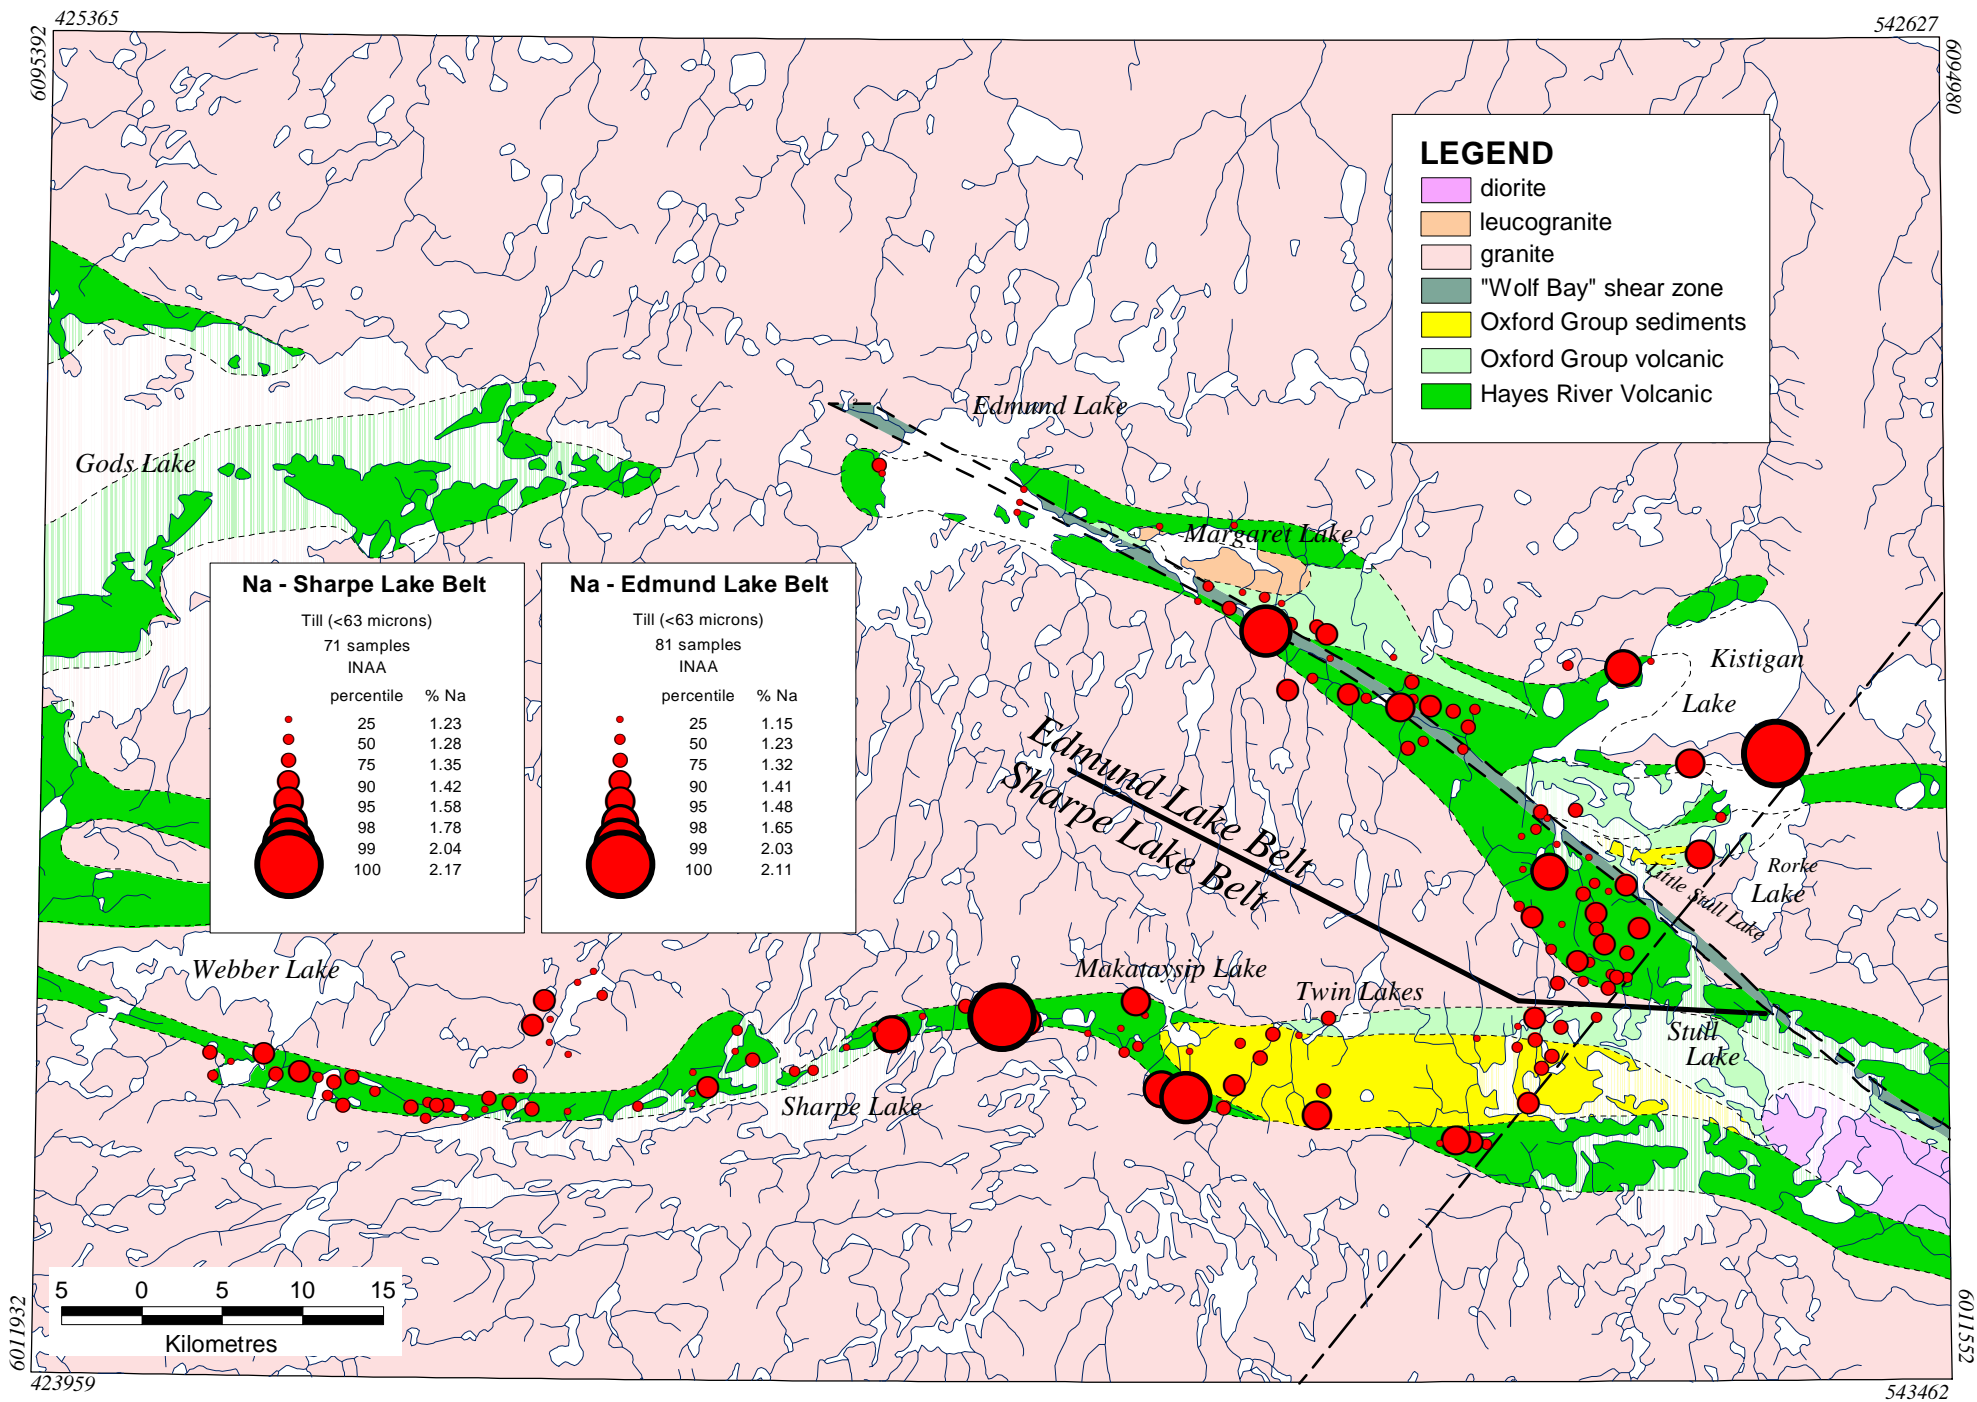 425365
542627
6095392
6094980
LEGEND
diorite
leucogranite
granite
"Wolf Bay" shear zone
Oxford Group sediments
Oxford Group volcanic
Hayes River Volcanic
Edmund Lake
Gods Lake
Margaret Lake
Kistigan
Lake
Na - Sharpe Lake Belt
Till (<63 microns)
71 samples
INAA
percentile % Na
25 1.23
50 1.28
75 1.35
90 1.42
95 1.58
98 1.78
99 2.04
100 2.17
Na - Edmund Lake Belt
Till (<63 microns)
81 samples
INAA
percentile % Na
25 1.15
50 1.23
75 1.32
90 1.41
95 1.48
98 1.65
99 2.03
100 2.11
Edmund Lake Belt
Sharpe Lake Belt
Rorke
Lake
Little Stull Lake
Webber Lake
Makataysip Lake
Twin Lakes
Stull
Lake
Sharpe Lake
5 0 5 10 15
Kilometres
6011932
6011552
423959
543462